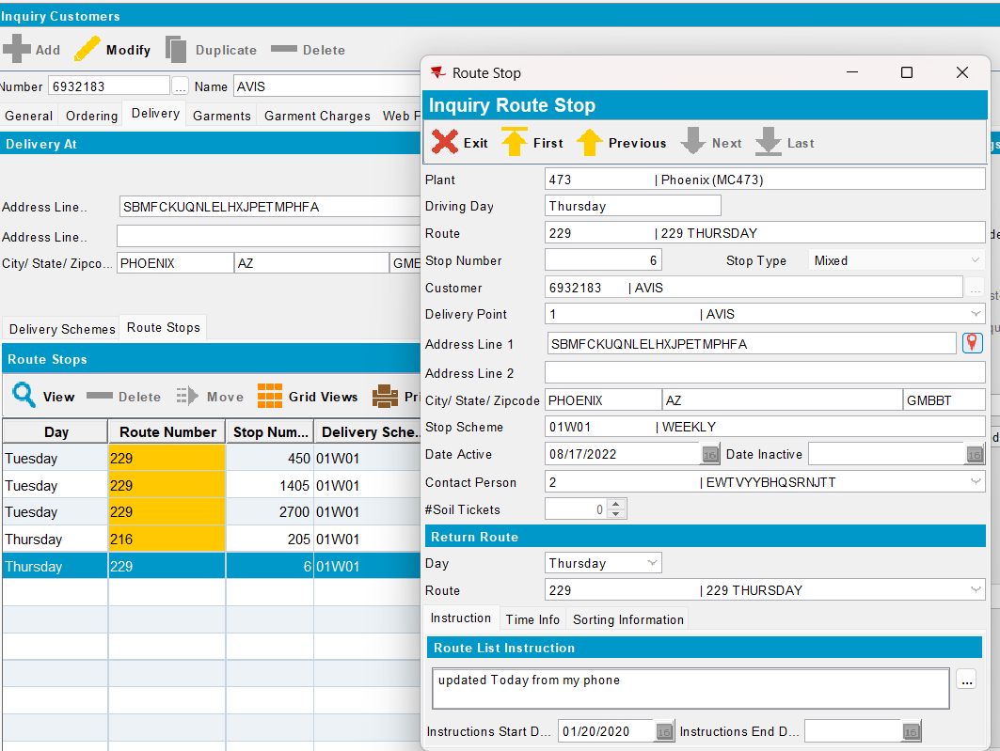 Inquiry Customers
Add Modify Duplicate Delete
Number 6932183 ... Name AVIS
General Ordering Delivery Garments Garment Charges Web F
Delivery At
Address Line.. SBMFCKUQNLELHXJPETMPHFA
Address Line..
City/ State/ Zipco... PHOENIX AZ GME
Delivery Schemes Route Stops
Route Stops
View Delete Move Grid Views Pri
Day Route Number Stop Num... Delivery Sche..
Tuesday 229 450 01W01
Tuesday 229 1405 01W01
Tuesday 229 2700 01W01
Thursday 216 205 01W01
Thursday 229 6 01W01
Route Stop
Inquiry Route Stop
Exit First Previous Next Last
Plant 473 | Phoenix (MC473)
Driving Day Thursday
Route 229 | 229 THURSDAY
Stop Number 6 Stop Type Mixed
Customer 6932183 | AVIS ...
Delivery Point 1 | AVIS
Address Line 1 SBMFCKUQNLELHXJPETMPHFA
Address Line 2
City/ State/ Zipcode PHOENIX AZ GMBBT
Stop Scheme 01W01 | WEEKLY
Date Active 08/17/2022 16 Date Inactive 16
Contact Person 2 | EWTVYYBHQSRNJTT
#Soil Tickets 0
Return Route
Day Thursday
Route 229 | 229 THURSDAY
Instruction Time Info Sorting Information
Route List Instruction
updated Today from my phone
...
Instructions Start D... 01/20/2020 16 Instructions End D... 16